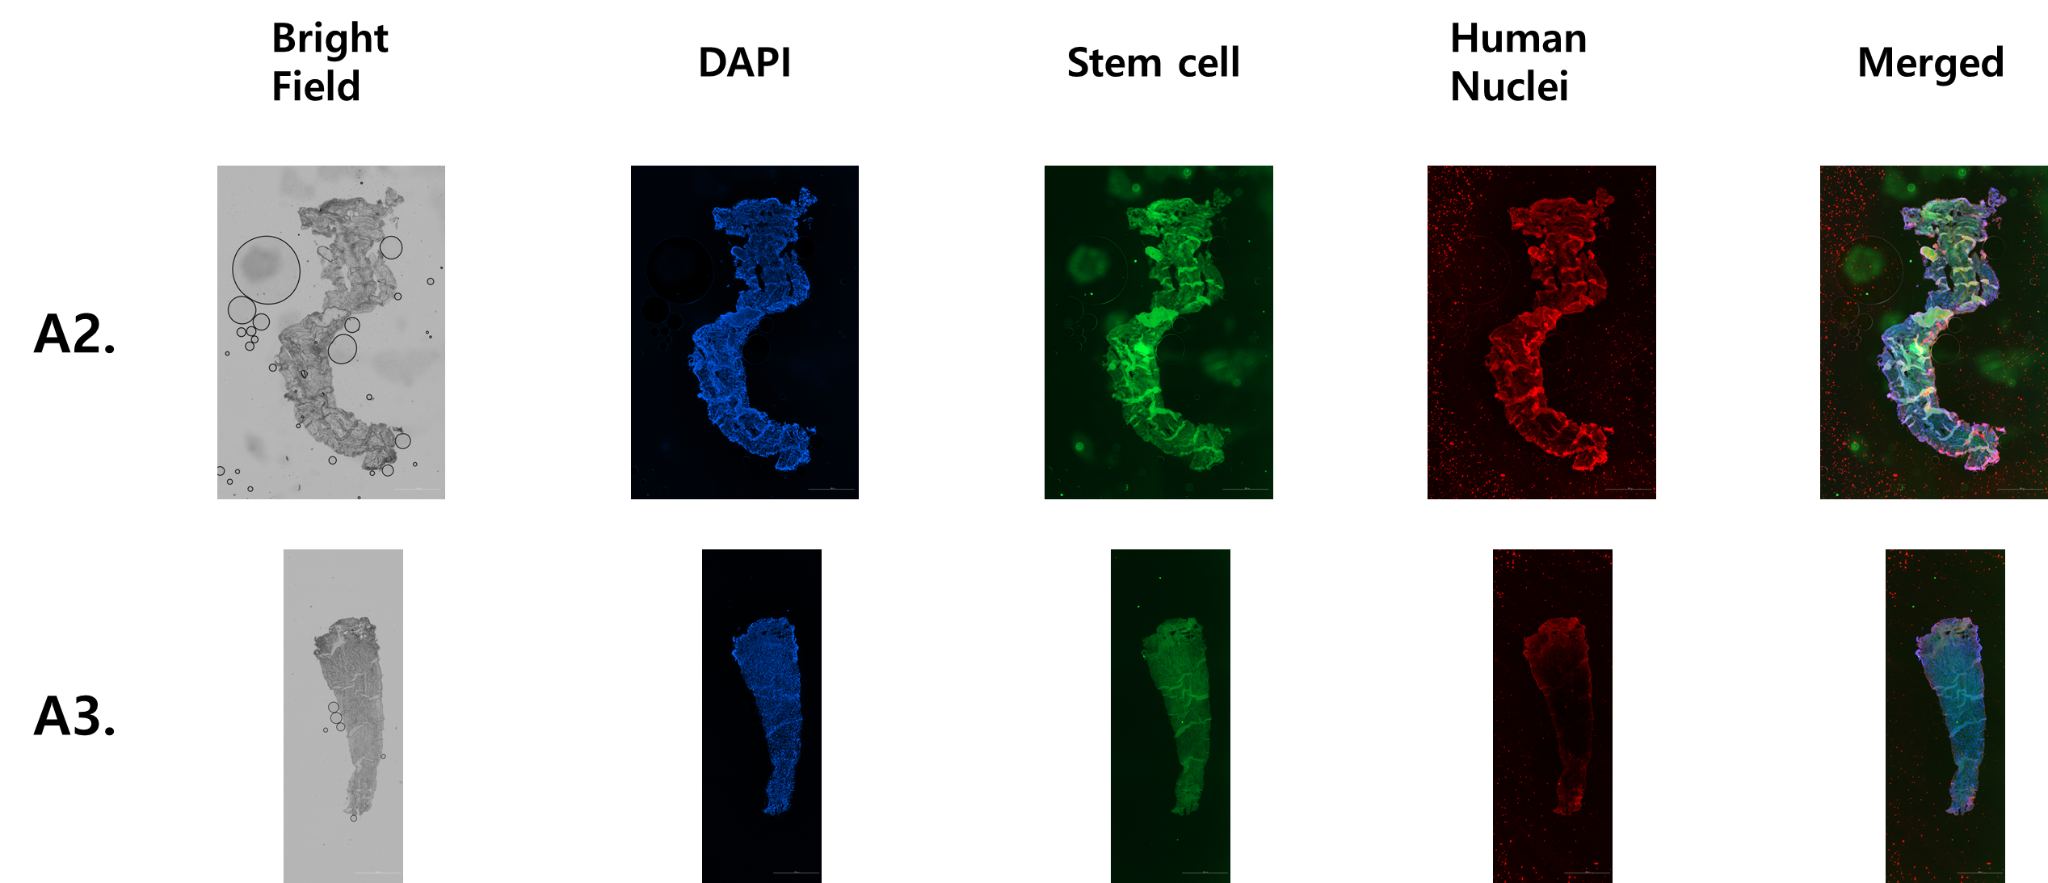 Bright
Field
DAPI
Stem cell
Human
Nuclei
Merged
A2.
A3.